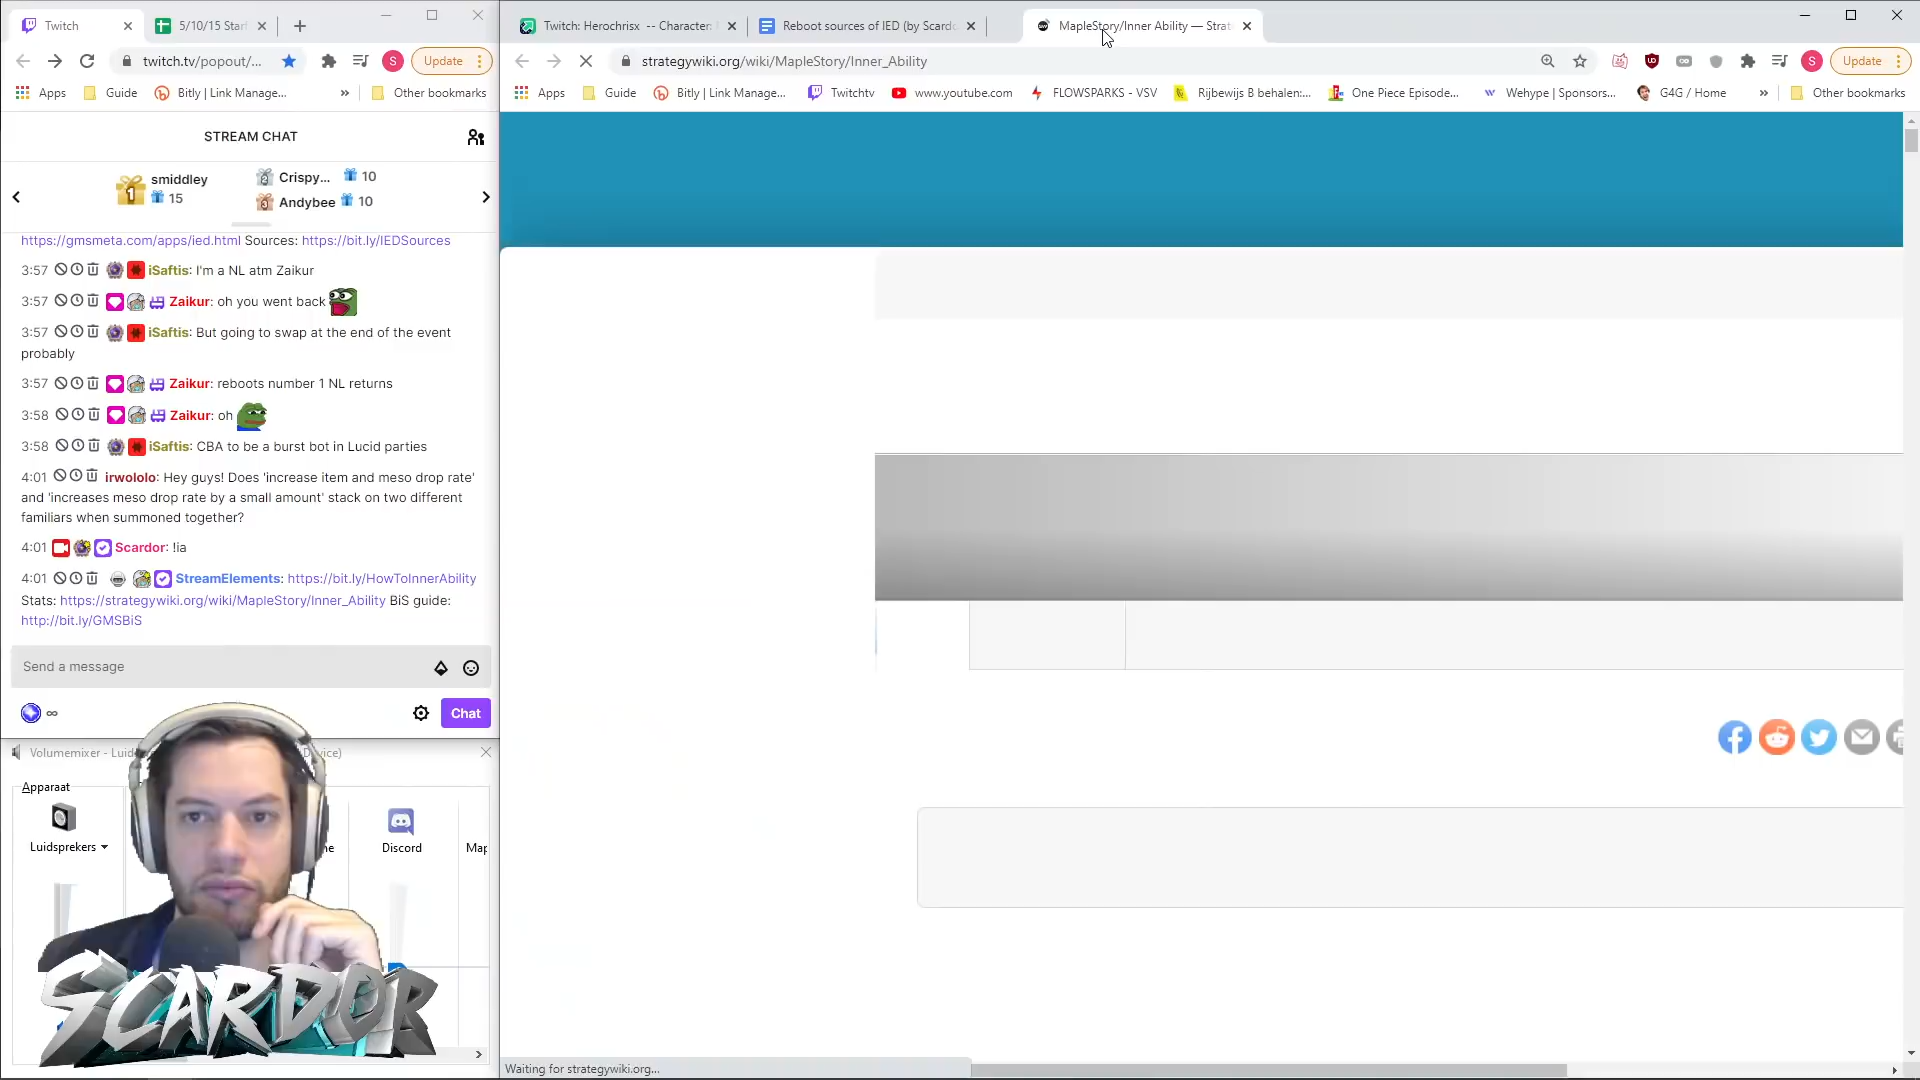 Twitch
5/10/15 Star
Twitch: Herochrisx -- Character:
Reboot sources of IED (by Scardo
MapleStory/Inner Ability — Strat
twitch.tv/popout/...
S
Update
strategywiki.org/wiki/MapleStory/Inner_Ability
S
Update
Apps
Guide
Bitly | Link Manage...
»
Other bookmarks
Apps
Guide
Bitly | Link Manage...
Twitchtv
www.youtube.com
FLOWSPARKS - VSV
Rijbewijs B behalen:...
One Piece Episode...
Wehype | Sponsors...
G4G / Home
»
Other bookmarks
STREAM CHAT
1
smiddley
15
2
Crispy...
10
3
Andybee
10
https://gmsmeta.com/apps/ied.html Sources: https://bit.ly/IEDSources
3:57 iSaftis: I'm a NL atm Zaikur
3:57 Zaikur: oh you went back
3:57 iSaftis: But going to swap at the end of the event
probably
3:57 Zaikur: reboots number 1 NL returns
3:58 Zaikur: oh
3:58 iSaftis: CBA to be a burst bot in Lucid parties
4:01 irwololo: Hey guys! Does 'increase item and meso drop rate'
and 'increases meso drop rate by a small amount' stack on two different
familiars when summoned together?
4:01 Scardor: !ia
4:01 StreamElements: https://bit.ly/HowToInnerAbility
Stats: https://strategywiki.org/wiki/MapleStory/Inner_Ability BiS guide:
http://bit.ly/GMSBiS
Send a message
∞
Chat
Volumemixer - Luid
vice)
Apparaat
Luidsprekers
ne
Discord
Map
SCARDOR
Waiting for strategywiki.org...